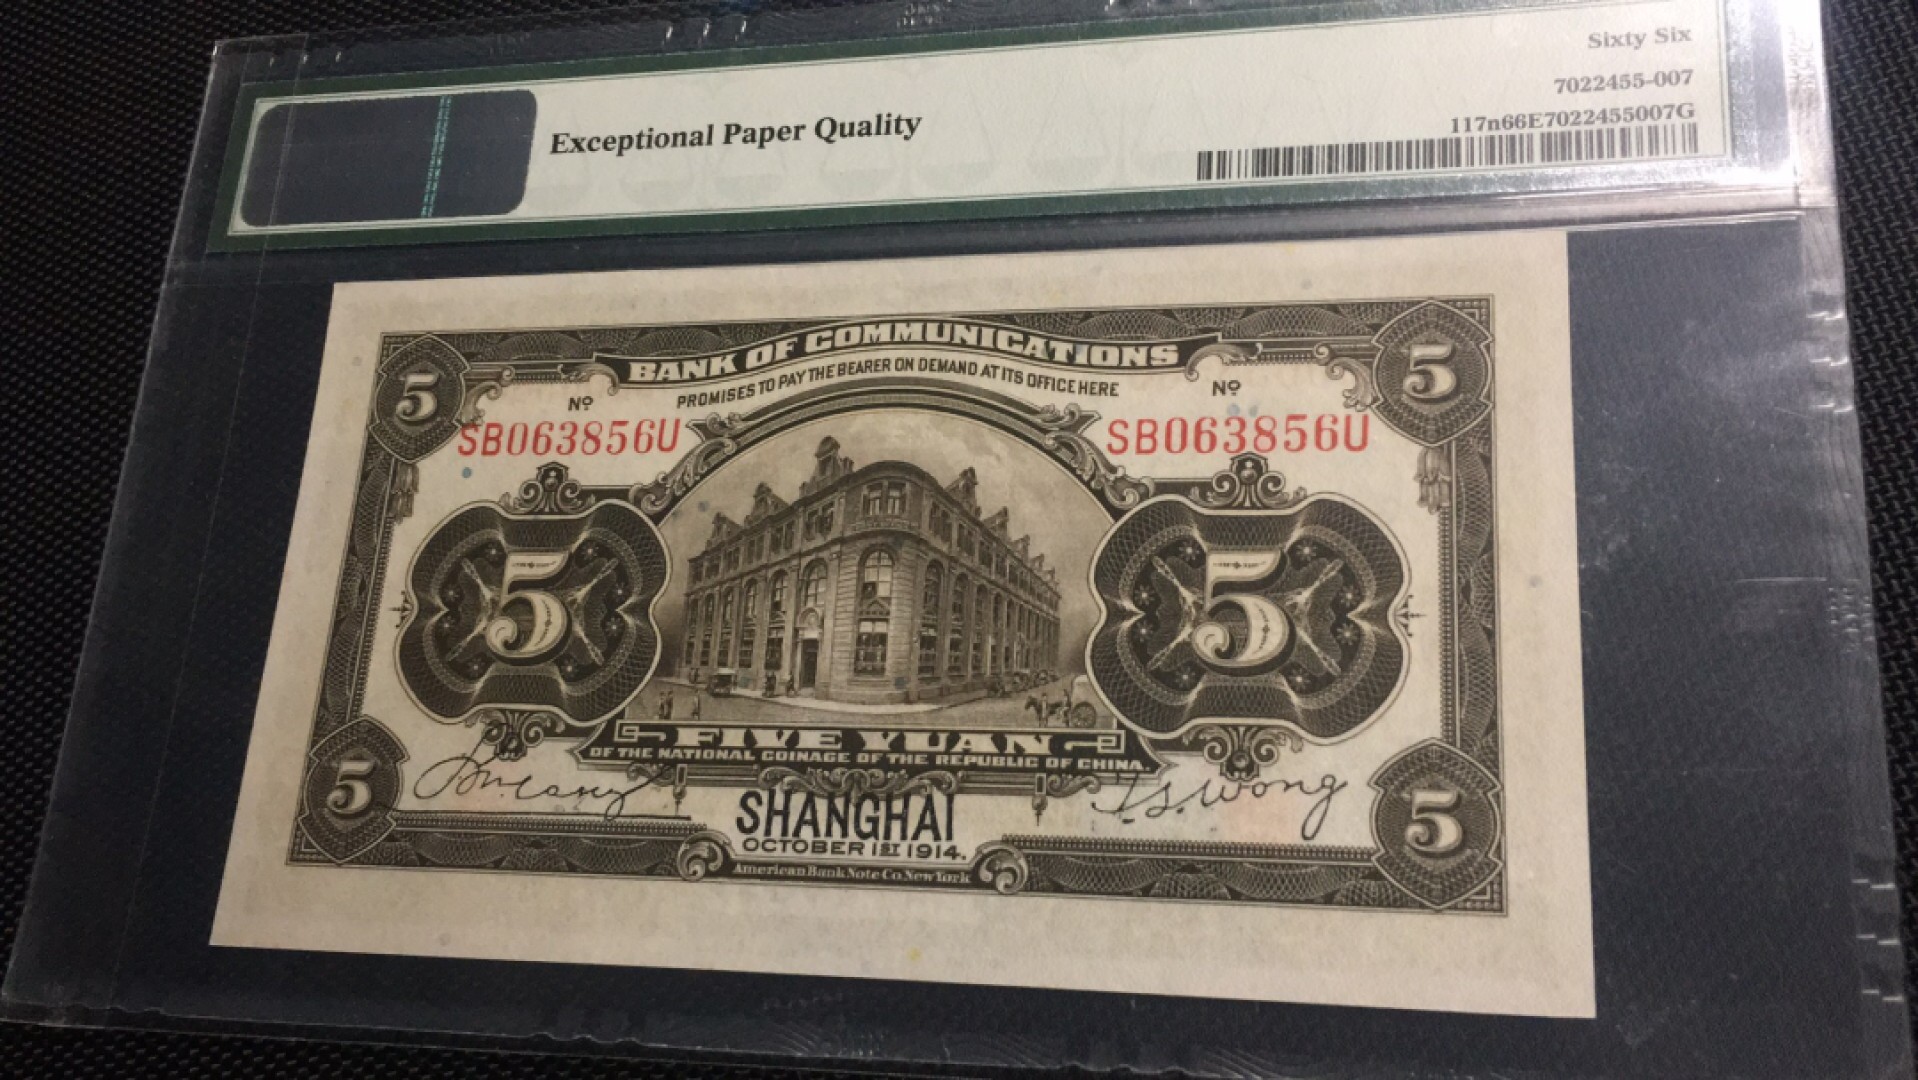 Sixty Six
7022455-007
Exceptional Paper Quality
117n66E7022455007G
BANK OF COMMUNICATIONS
PROMISES TO PAY THE BEARER ON DEMAND AT ITS OFFICE HERE
5
5
Nº
Nº
SB063856U
SB063856U
5
5
FIVE YUAN
OF THE NATIONAL COINAGE OF THE REPUBLIC OF CHINA.
5
5
S. Wong
SHANGHAI
OCTOBER 1ST 1914.
American Bank Note Co. New York